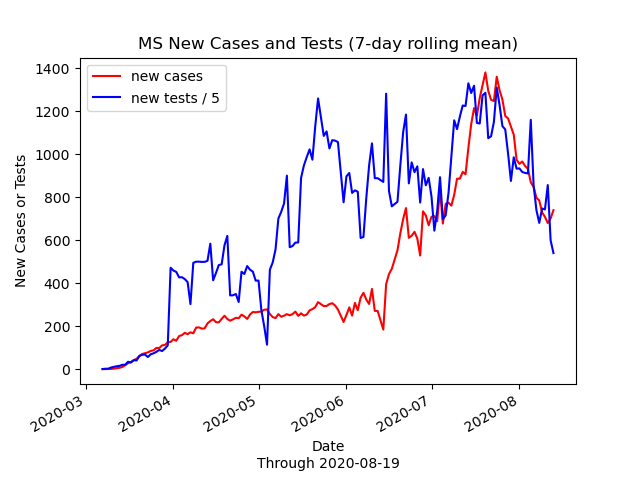 MS New Cases and Tests (7-day rolling mean)
new cases
new tests / 5
New Cases or Tests
1400
1200
1000
800
600
400
200
0
2020-03
2020-04
2020-05
2020-06
2020-07
2020-08
Date
Through 2020-08-19